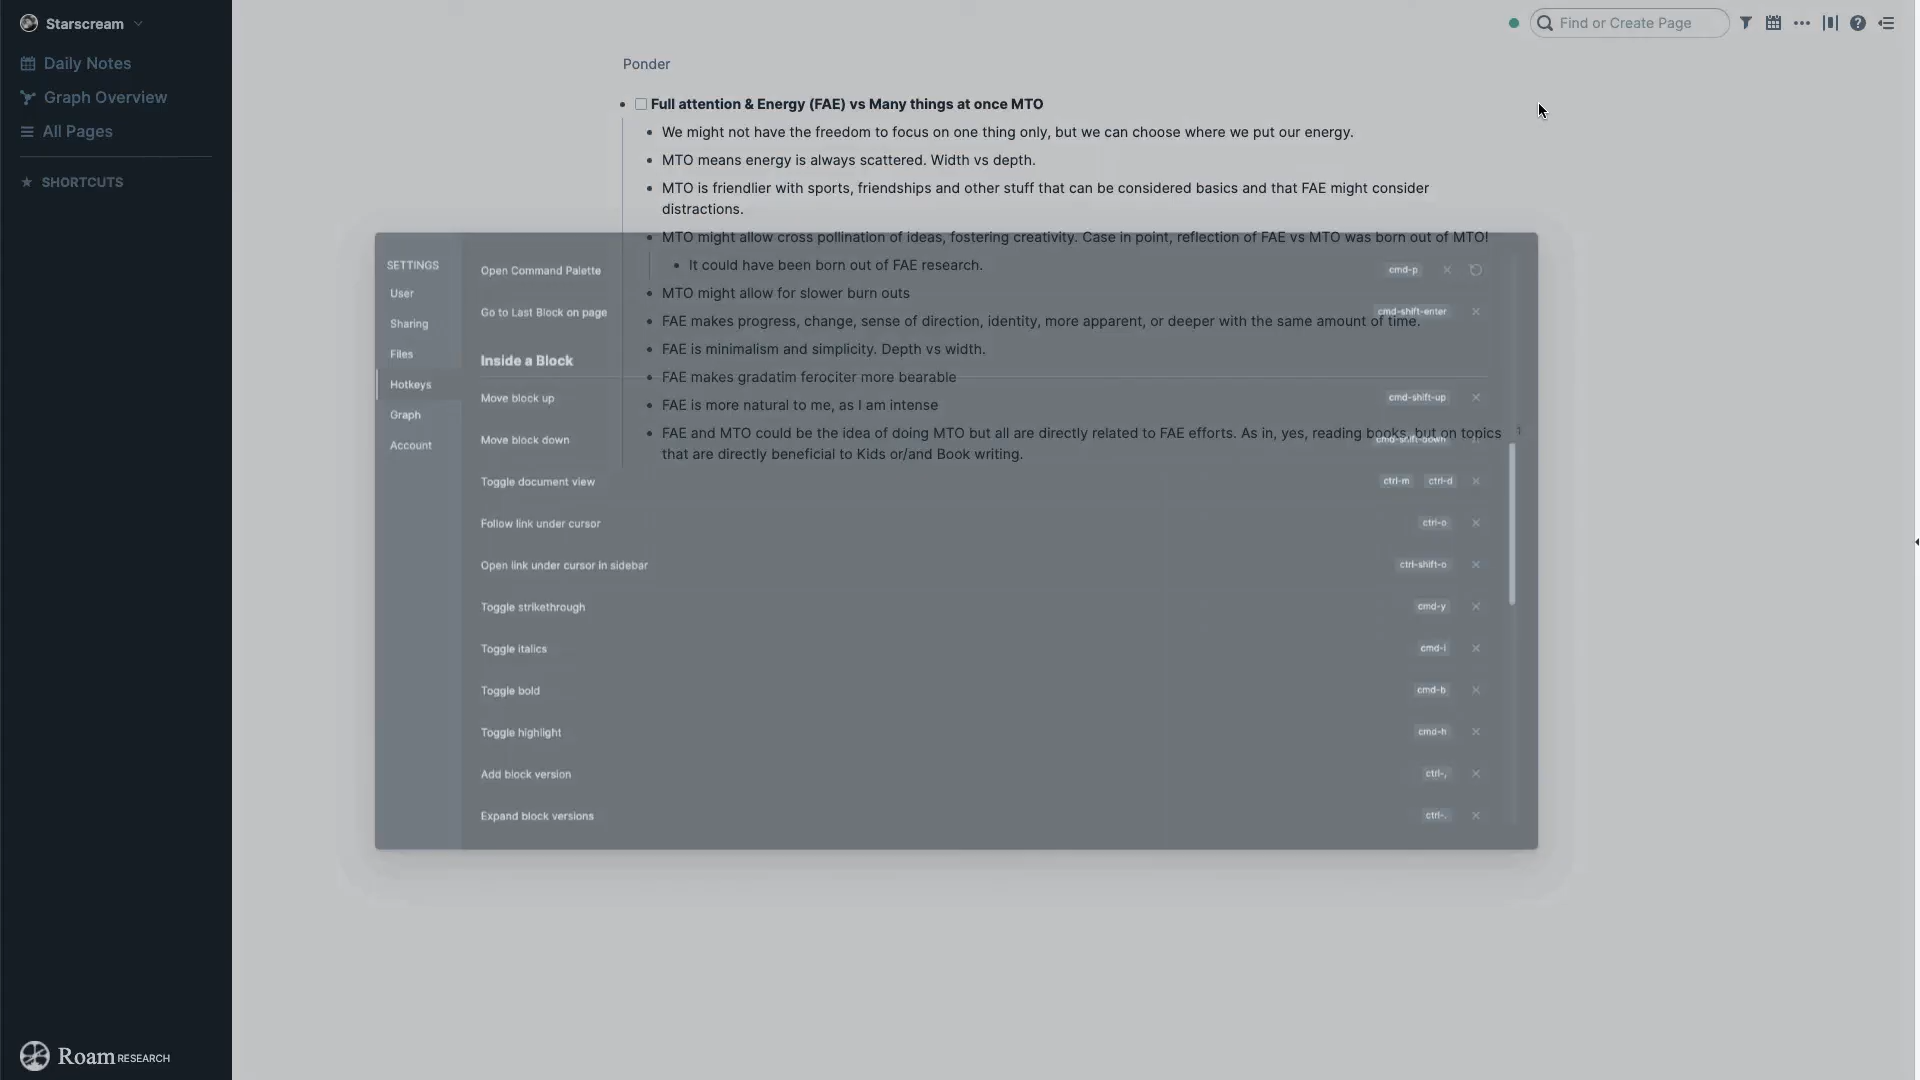 Starscream
Find or Create Page
Daily Notes
Graph Overview
All Pages
SHORTCUTS
Ponder
Full attention & Energy (FAE) vs Many things at once MTO
We might not have the freedom to focus on one thing only, but we can choose where we put our energy.
MTO means energy is always scattered. Width vs depth.
MTO is friendlier with sports, friendships and other stuff that can be considered basics and that FAE might consider
distractions.
MTO might allow cross pollination of ideas, fostering creativity. Case in point, reflection of FAE vs MTO was born out of MTO!
It could have been born out of FAE research.
MTO might allow for slower burn outs
FAE makes progress, change, sense of direction, identity, more apparent, or deeper with the same amount of time.
FAE is minimalism and simplicity. Depth vs width.
FAE makes gradatim ferociter more bearable
FAE is more natural to me, as I am intense
FAE and MTO could be the idea of doing MTO but all are directly related to FAE efforts. As in, yes, reading books, but on topics
that are directly beneficial to Kids or/and Book writing.
1
SETTINGS
User
Sharing
Files
Hotkeys
Graph
Account
Open Command Palette cmd-p
Go to Last Block on page cmd-shift-enter
Inside a Block
Move block up cmd-shift-up
Move block down cmd-shift-down
Toggle document view ctrl-m ctrl-d
Follow link under cursor ctrl-o
Open link under cursor in sidebar ctrl-shift-o
Toggle strikethrough cmd-y
Toggle italics cmd-i
Toggle bold cmd-b
Toggle highlight cmd-h
Add block version ctrl-,
Expand block versions ctrl-.
Roam RESEARCH